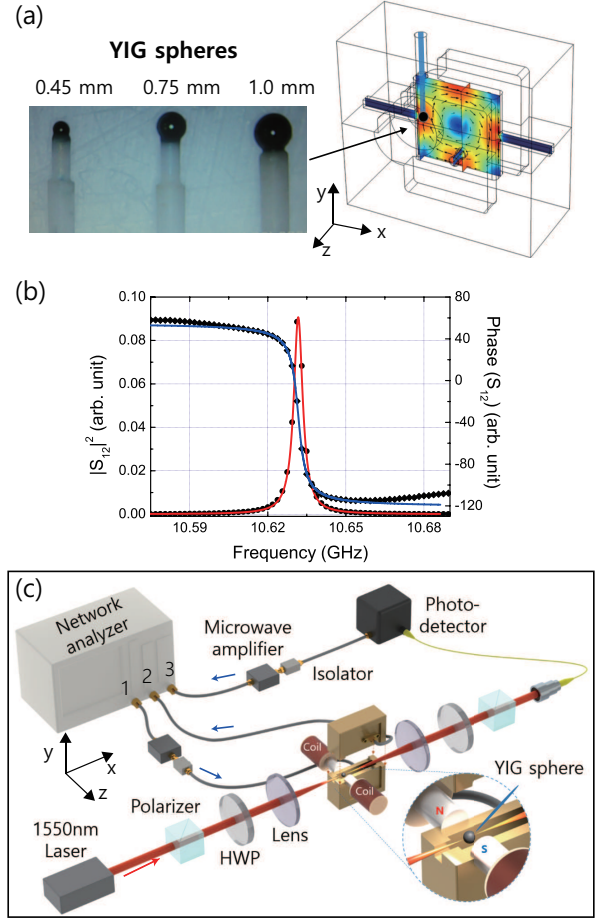 (a)
YIG spheres
0.45 mm 0.75 mm 1.0 mm
y
x
z
(b)
0.10
0.08
0.06
0.04
0.02
0.00
|S12|² (arb. unit)
80
40
0
-40
-80
-120
Phase (S12) (arb. unit)
10.59 10.62 10.65 10.68
Frequency (GHz)
(c)
Network
analyzer
1 2 3
Microwave
amplifier
Isolator
Photo-
detector
y
x
z
Coil
Coil
YIG sphere
N
S
Polarizer
HWP
Lens
1550nm
Laser